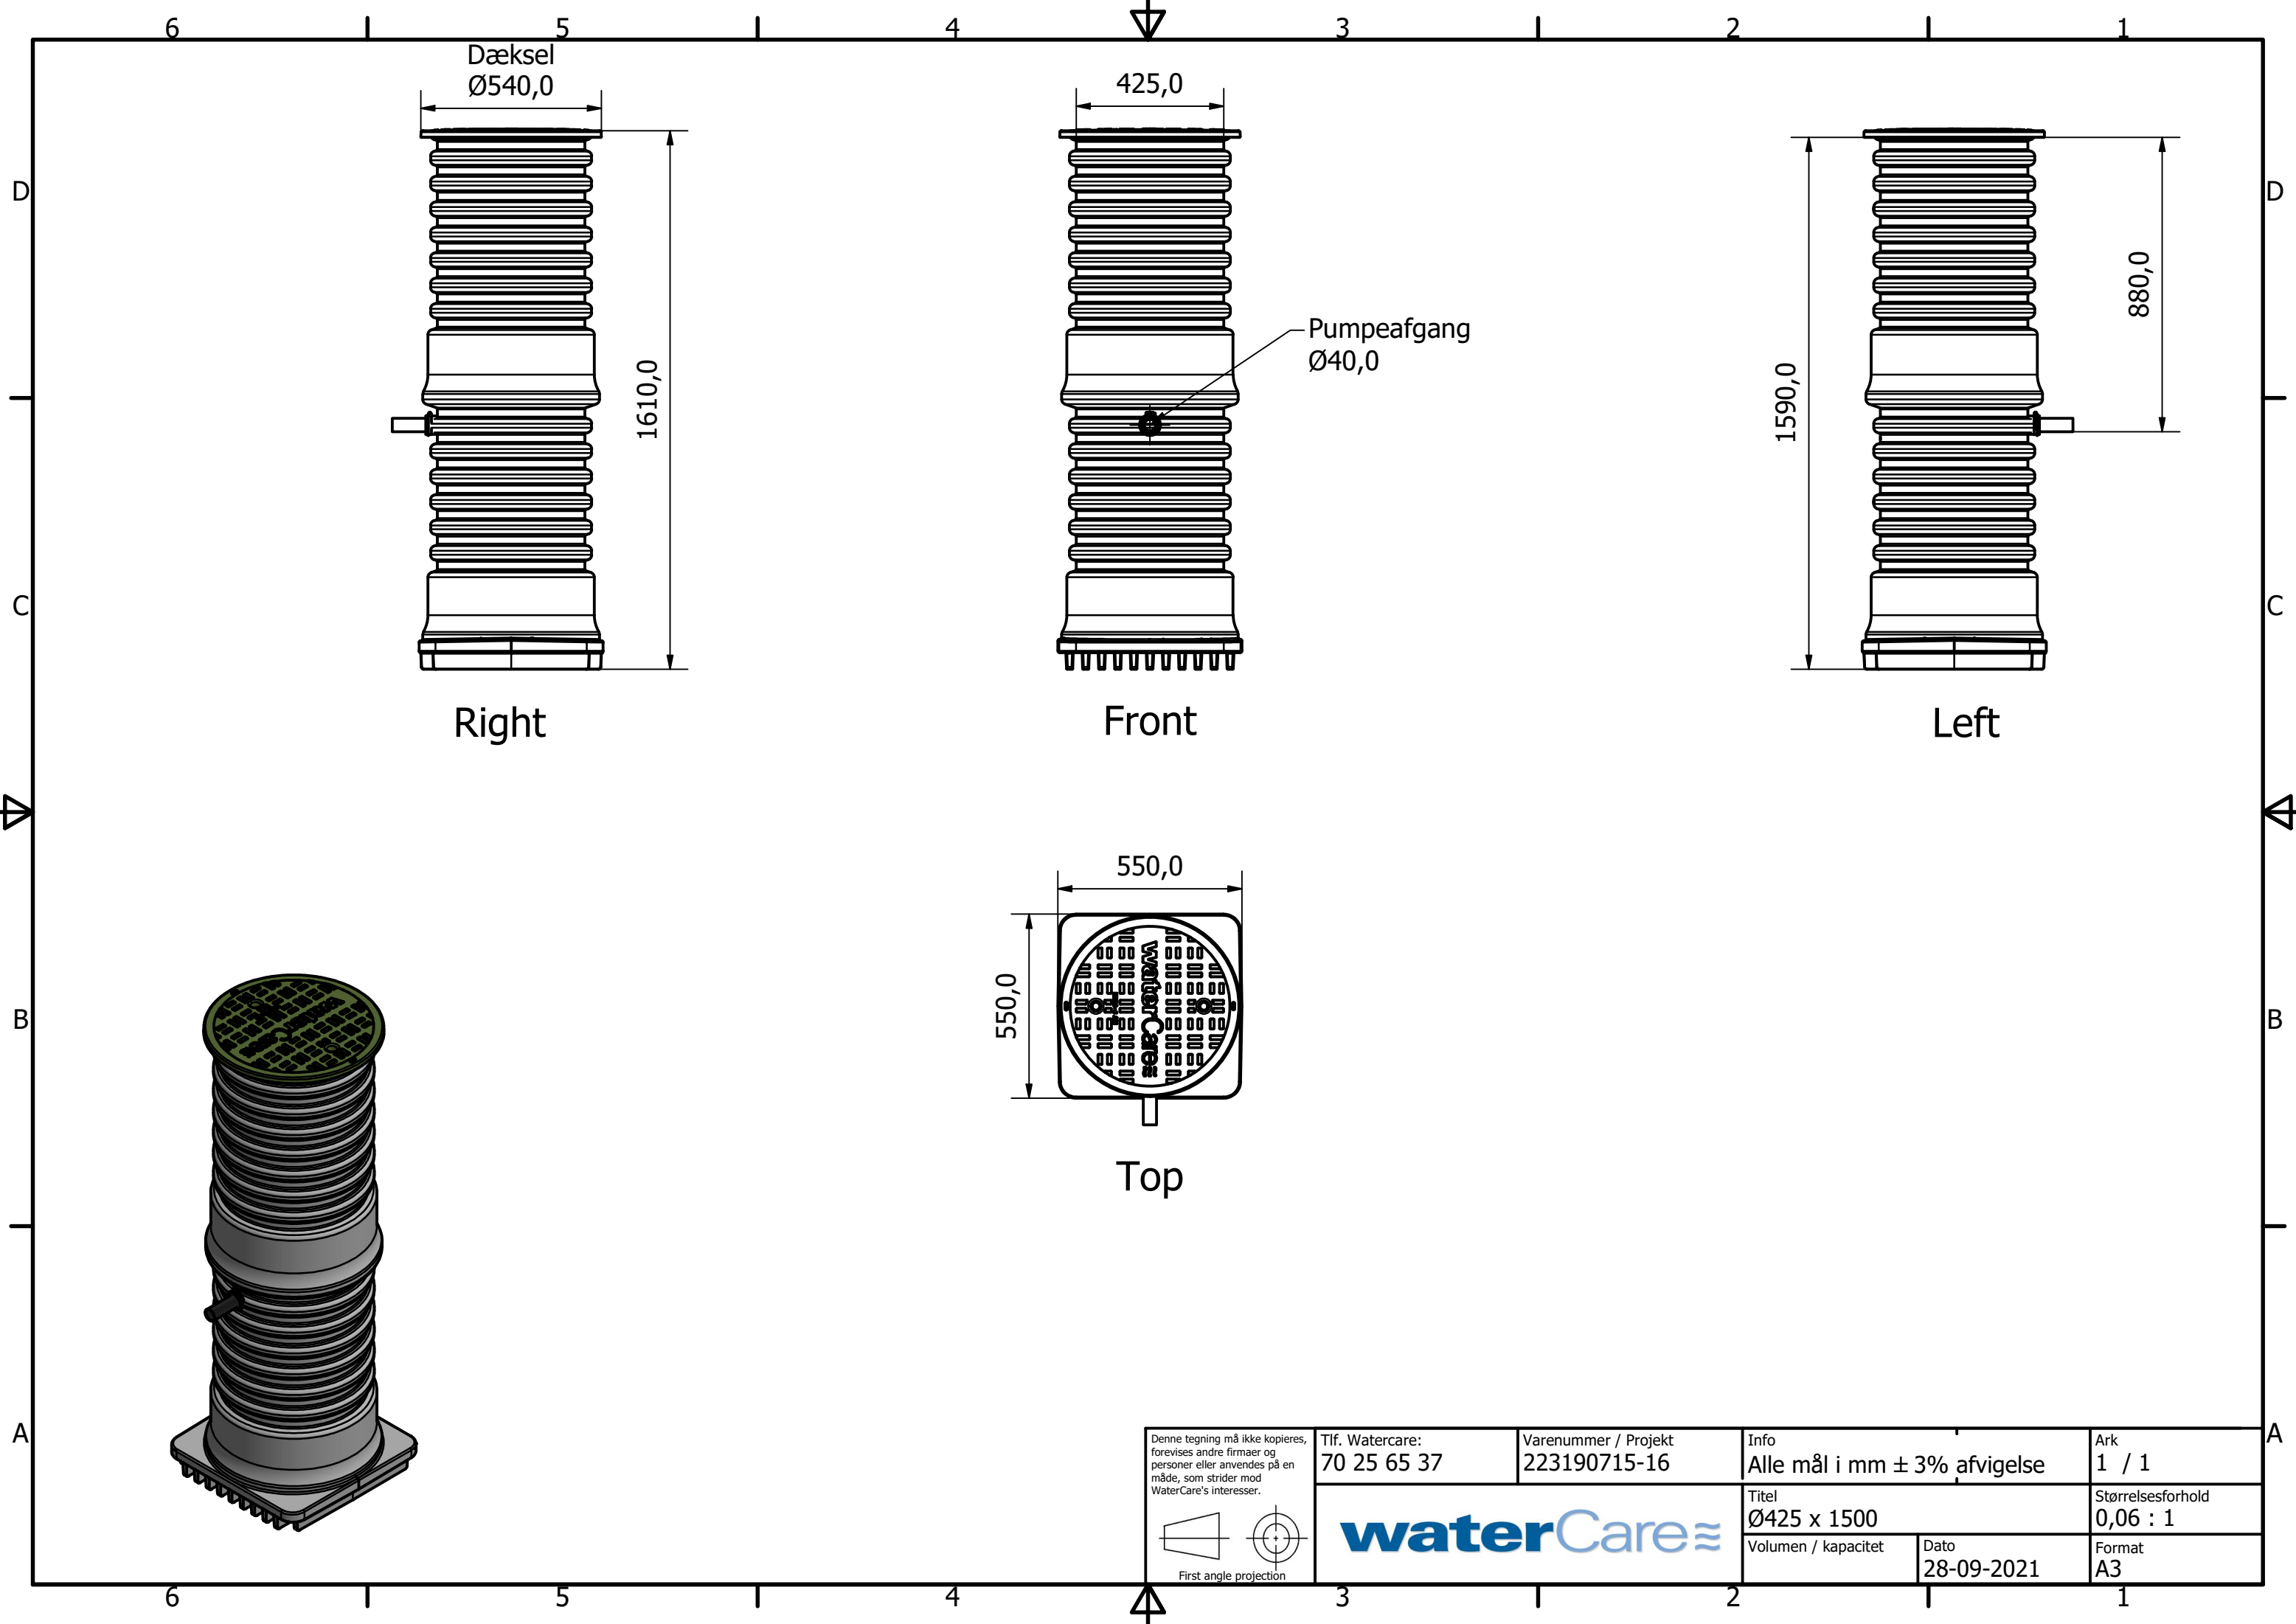 6 5 4 3 2 1
Dæksel
Ø540,0
425,0
D
D
880,0
Pumpeafgang
Ø40,0
1610,0
1590,0
C
C
Right
Front
Left
550,0
550,0
waterCare
B
B
Top
A
A
Denne tegning må ikke kopieres,
forevises andre firmaer og
personer eller anvendes på en
måde, som strider mod
WaterCare's interesser.
First angle projection
Tlf. Watercare:
70 25 65 37
Varenummer / Projekt
223190715-16
Info
Alle mål i mm ± 3% afvigelse
Ark
1 / 1
waterCare
Titel
Ø425 x 1500
Størrelsesforhold
0,06 : 1
Volumen / kapacitet
Dato
28-09-2021
Format
A3
6 5 4 3 2 1